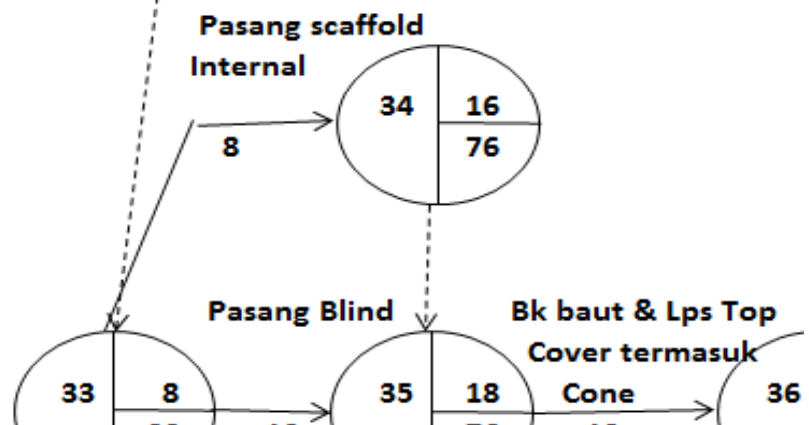 Pasang scaffold
Internal
34
16
76
8
Pasang Blind
Bk baut & Lps Top
Cover termasuk
Cone
33
8
35
18
36